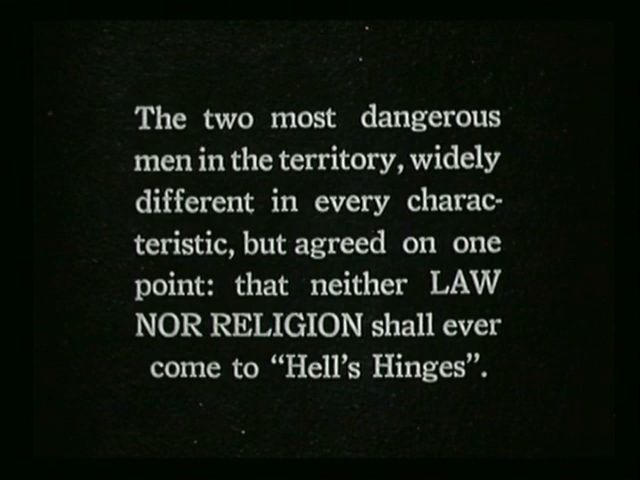 The two most dangerous
men in the territory, widely
different in every charac-
teristic, but agreed on one
point: that neither LAW
NOR RELIGION shall ever
come to “Hell’s Hinges”.